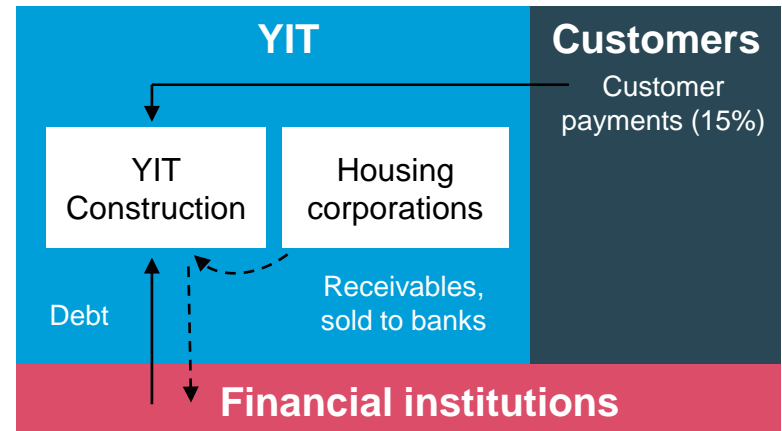 YIT
Customers
Customer
payments (15%)
YIT
Construction
Housing
corporations
Debt
Receivables,
sold to banks
Financial institutions